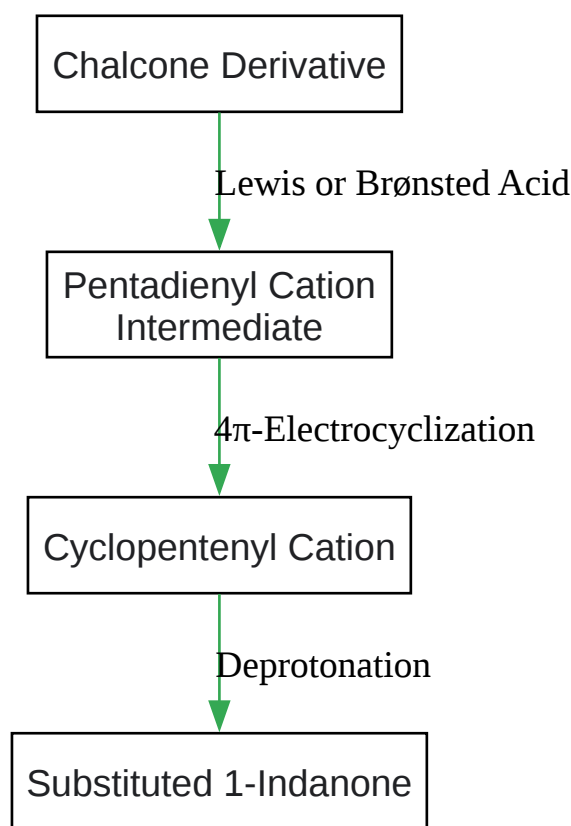 Chalcone Derivative
Lewis or Brønsted Acid
Pentadienyl Cation
Intermediate
4π-Electrocyclization
Cyclopentenyl Cation
Deprotonation
Substituted 1-Indanone